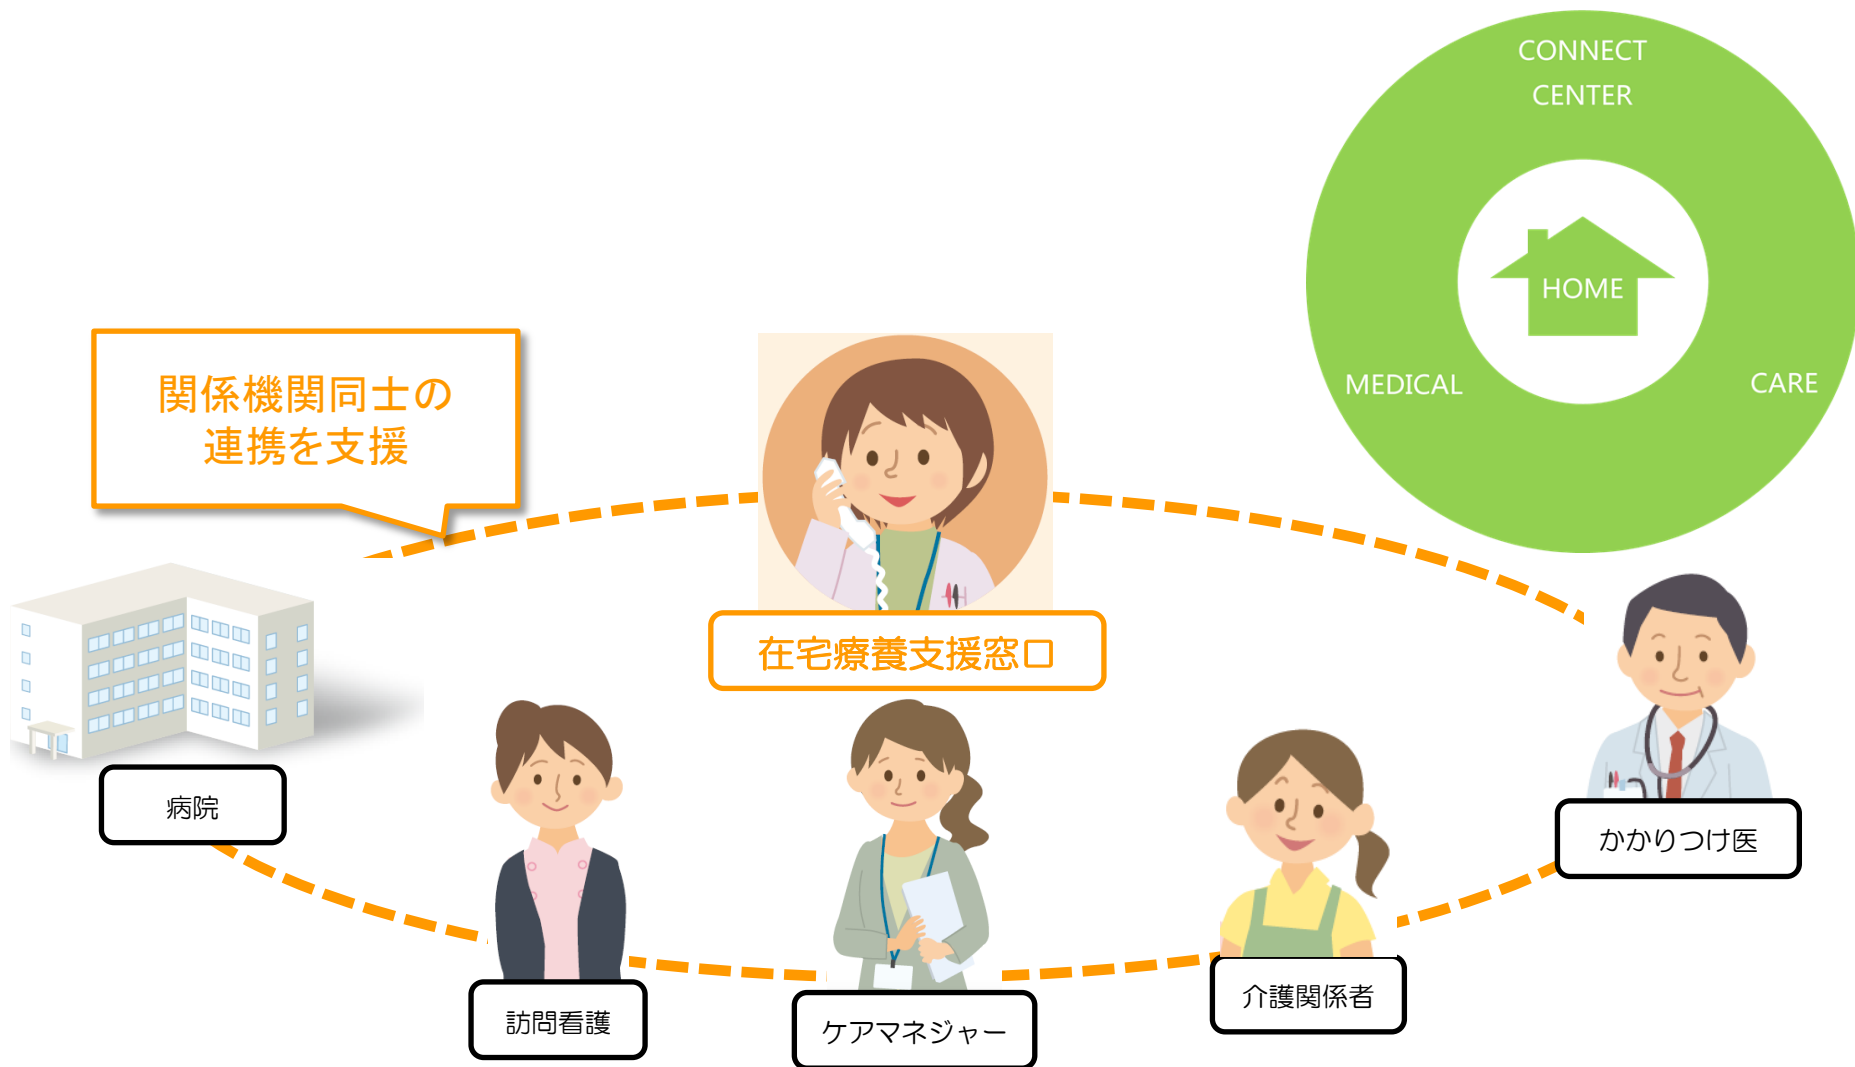 CONNECT
CENTER
HOME
MEDICAL
CARE
関係機関同士の
連携を支援
在宅療養支援窓口
病院
かかりつけ医
訪問看護
ケアマネジャー
介護関係者